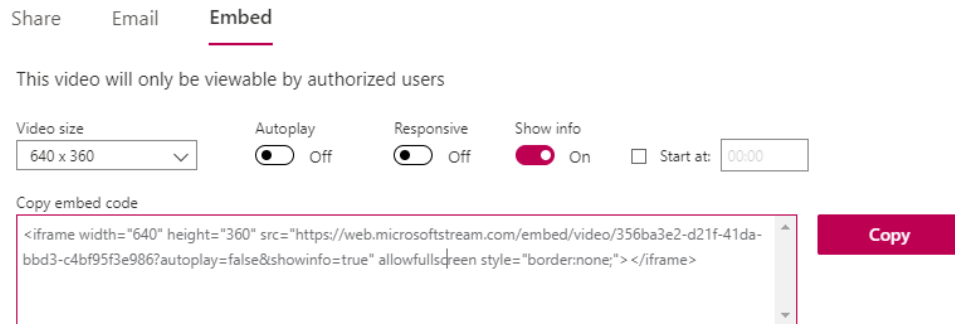 Share Email Embed
This video will only be viewable by authorized users
Video size Autoplay Responsive Show info
640 x 360 Off Off On Start at: 00:00
Copy embed code
<iframe width="640" height="360" src="https://web.microsoftstream.com/embed/video/356ba3e2-d21f-41da-
bbd3-c4bf95f3e986?autoplay=false&showinfo=true" allowfullscreen style="border:none;"></iframe>
Copy